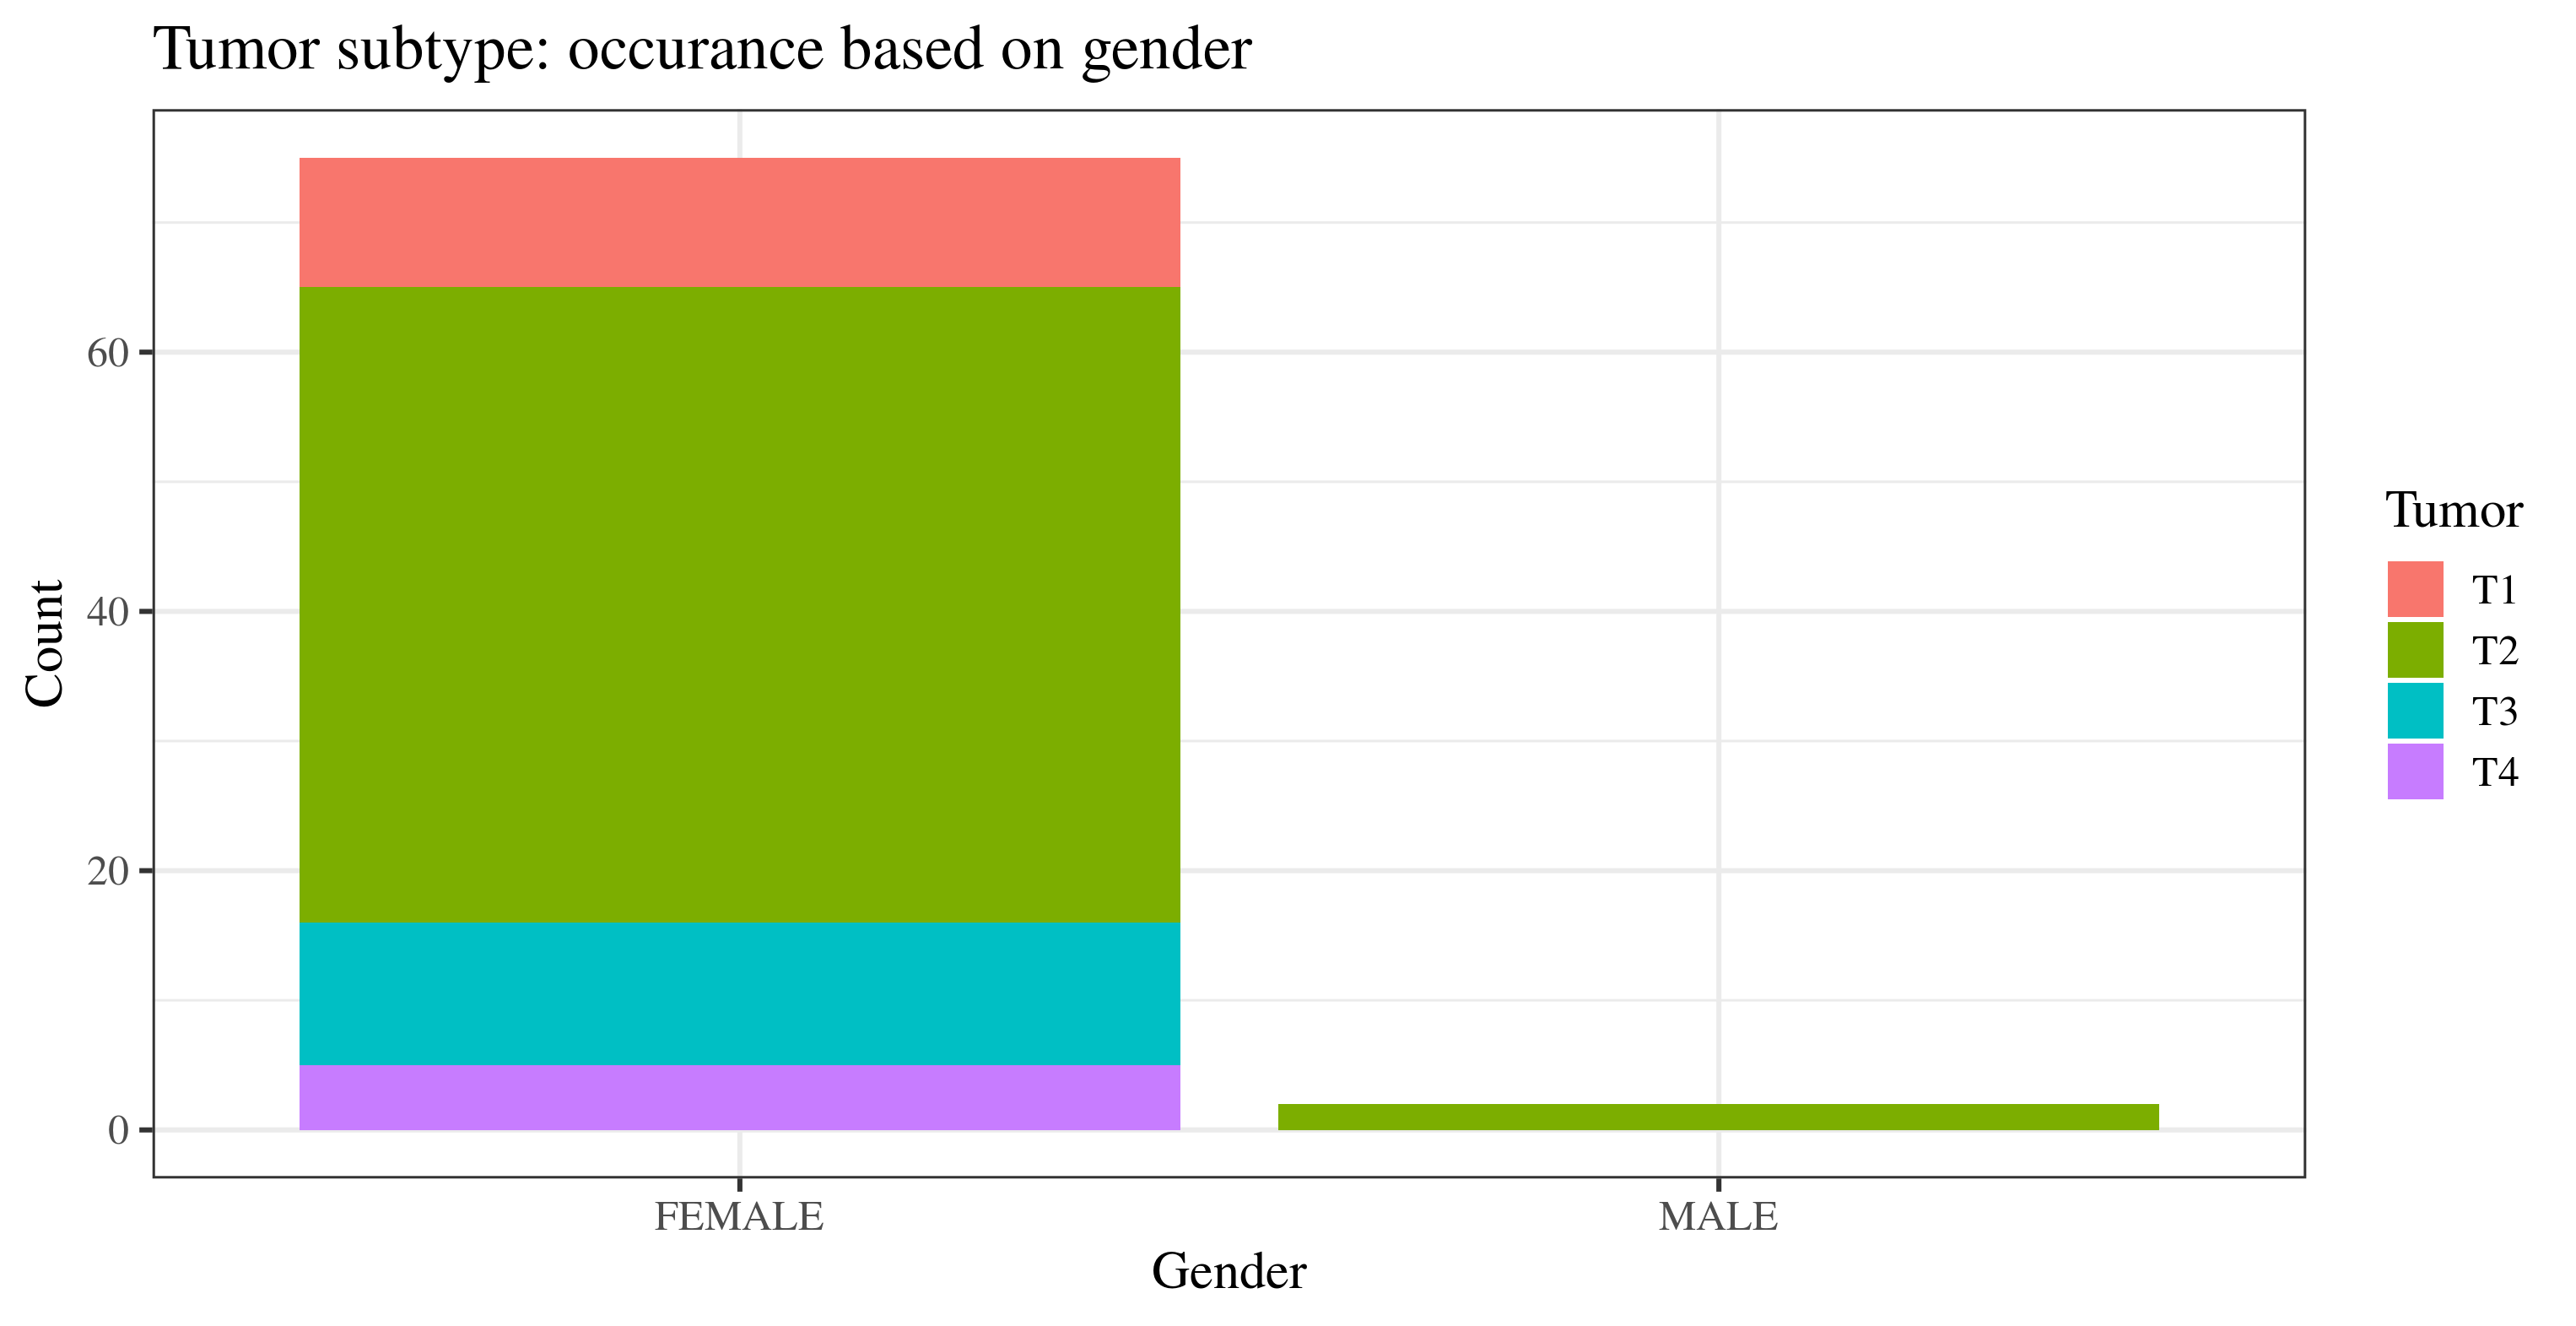 Tumor subtype: occurance based on gender
Count
60
40
20
0
FEMALE
MALE
Gender
Tumor
T1
T2
T3
T4